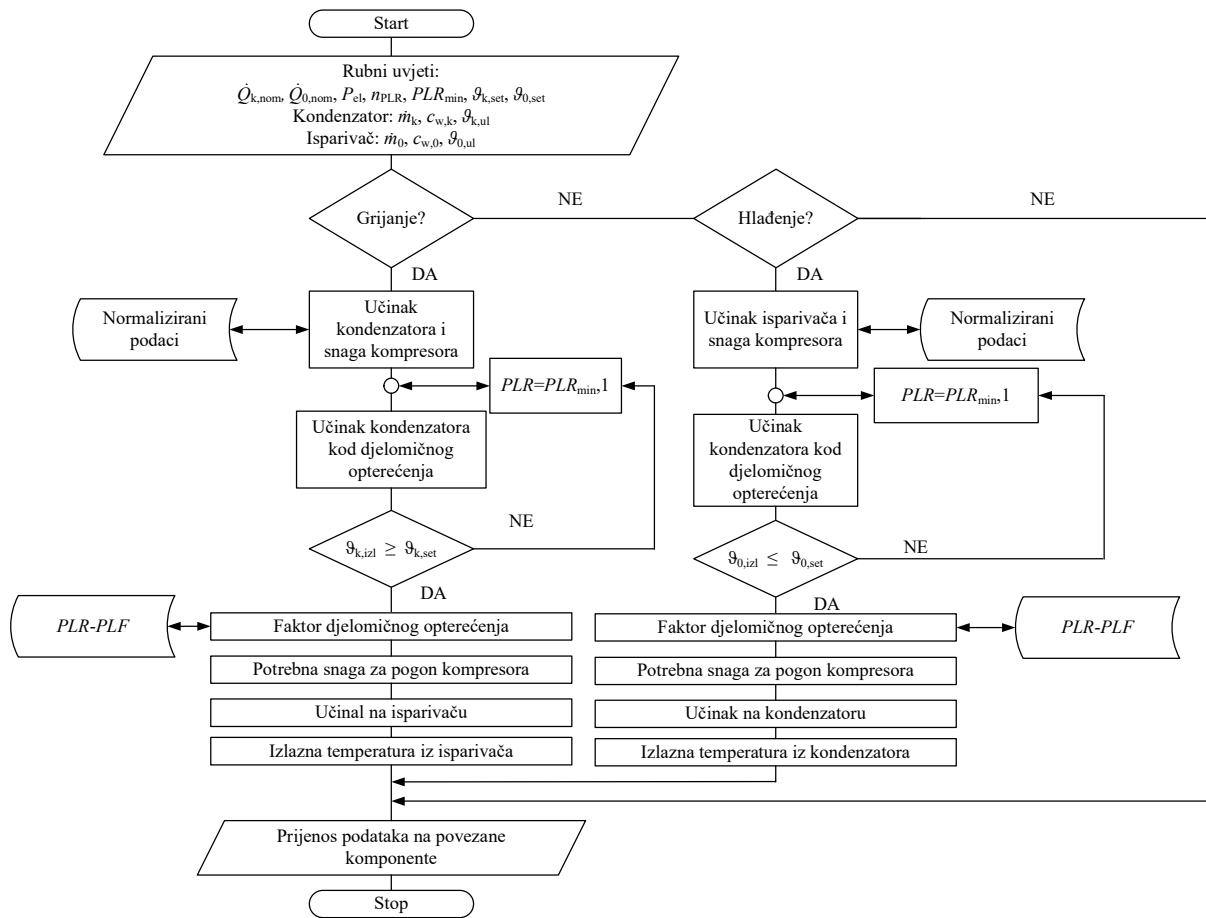 Start
Rubni uvjeti:
Q̇k,nom, Q̇0,nom, Pel, nPLR, PLRmin, ϑk,set, ϑ0,set
Kondenzator: ṁk, cw,k, ϑk,ul
Isparivač: ṁ0, cw,0, ϑ0,ul
Grijanje?
NE
Hlađenje?
NE
DA
DA
Normalizirani
podaci
Učinak
kondenzatora i
snaga kompresora
Učinak isparivača i
snaga kompresora
Normalizirani
podaci
PLR=PLRmin,1
PLR=PLRmin,1
Učinak kondenzatora
kod djelomičnog
opterećenja
Učinak
kondenzatora kod
djelomičnog
opterećenja
ϑk,izl ≥ ϑk,set
NE
ϑ0,izl ≤ ϑ0,set
NE
DA
DA
PLR-PLF
Faktor djelomičnog opterećenja
Faktor djelomičnog opterećenja
PLR-PLF
Potrebna snaga za pogon kompresora
Potrebna snaga za pogon kompresora
Učinal na isparivaču
Učinak na kondenzatoru
Izlazna temperatura iz isparivača
Izlazna temperatura iz kondenzatora
Prijenos podataka na povezane
komponente
Stop